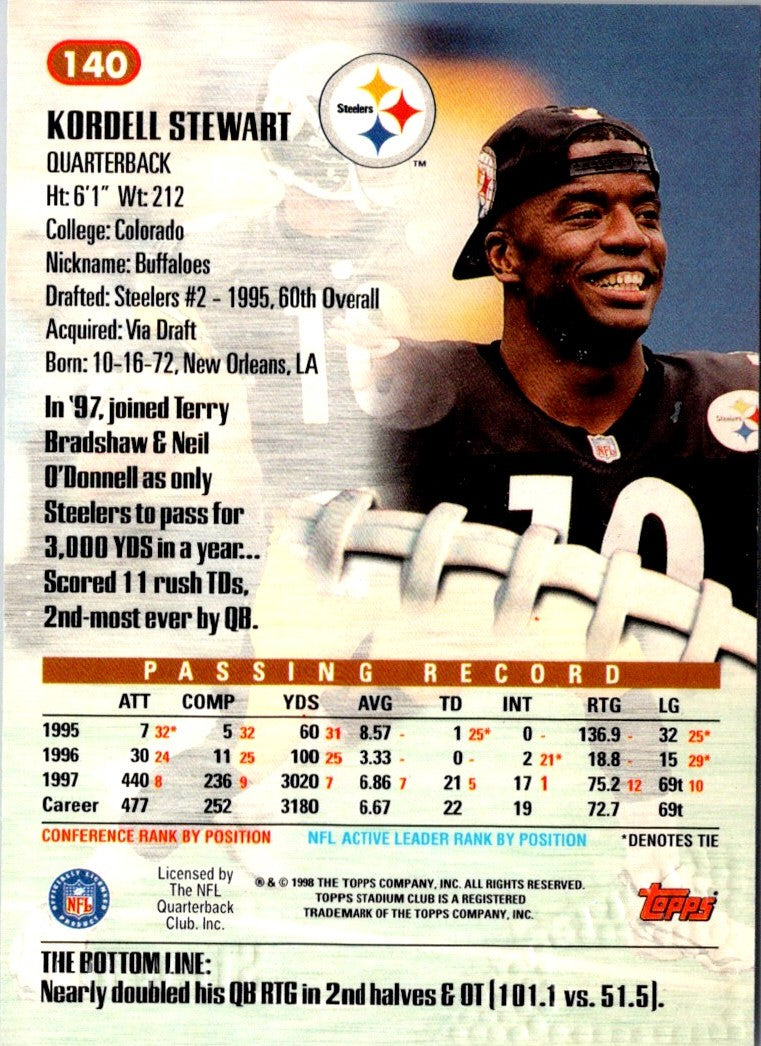 140
Steelers
™
KORDELL STEWART
QUARTERBACK
Ht: 6'1" Wt: 212
College: Colorado
Nickname: Buffaloes
Drafted: Steelers #2 - 1995, 60th Overall
Acquired: Via Draft
Born: 10-16-72, New Orleans, LA
In '97, joined Terry
Bradshaw & Neil
O'Donnell as only
Steelers to pass for
3,000 YDS in a year...
Scored 11 rush TDs,
2nd-most ever by QB.
Steelers
NFL
10
PASSING RECORD
ATT COMP YDS AVG TD INT RTG LG
1995 7 32* 5 32 60 31 8.57 - 1 25* 0 - 136.9 - 32 25*
1996 30 24 11 25 100 25 3.33 - 0 - 2 21* 18.8 - 15 29*
1997 440 8 236 9 3020 7 6.86 7 21 5 17 1 75.2 12 69t 10
Career 477 252 3180 6.67 22 19 72.7 69t
CONFERENCE RANK BY POSITION NFL ACTIVE LEADER RANK BY POSITION *DENOTES TIE
OFFICIALLY LICENSED PRODUCT
NFL
Licensed by
The NFL
Quarterback
Club, Inc.
® & © 1998 THE TOPPS COMPANY, INC. ALL RIGHTS RESERVED.
TOPPS STADIUM CLUB IS A REGISTERED
TRADEMARK OF THE TOPPS COMPANY, INC.
topps®
THE BOTTOM LINE:
Nearly doubled his QB RTG in 2nd halves & OT (101.1 vs. 51.5).